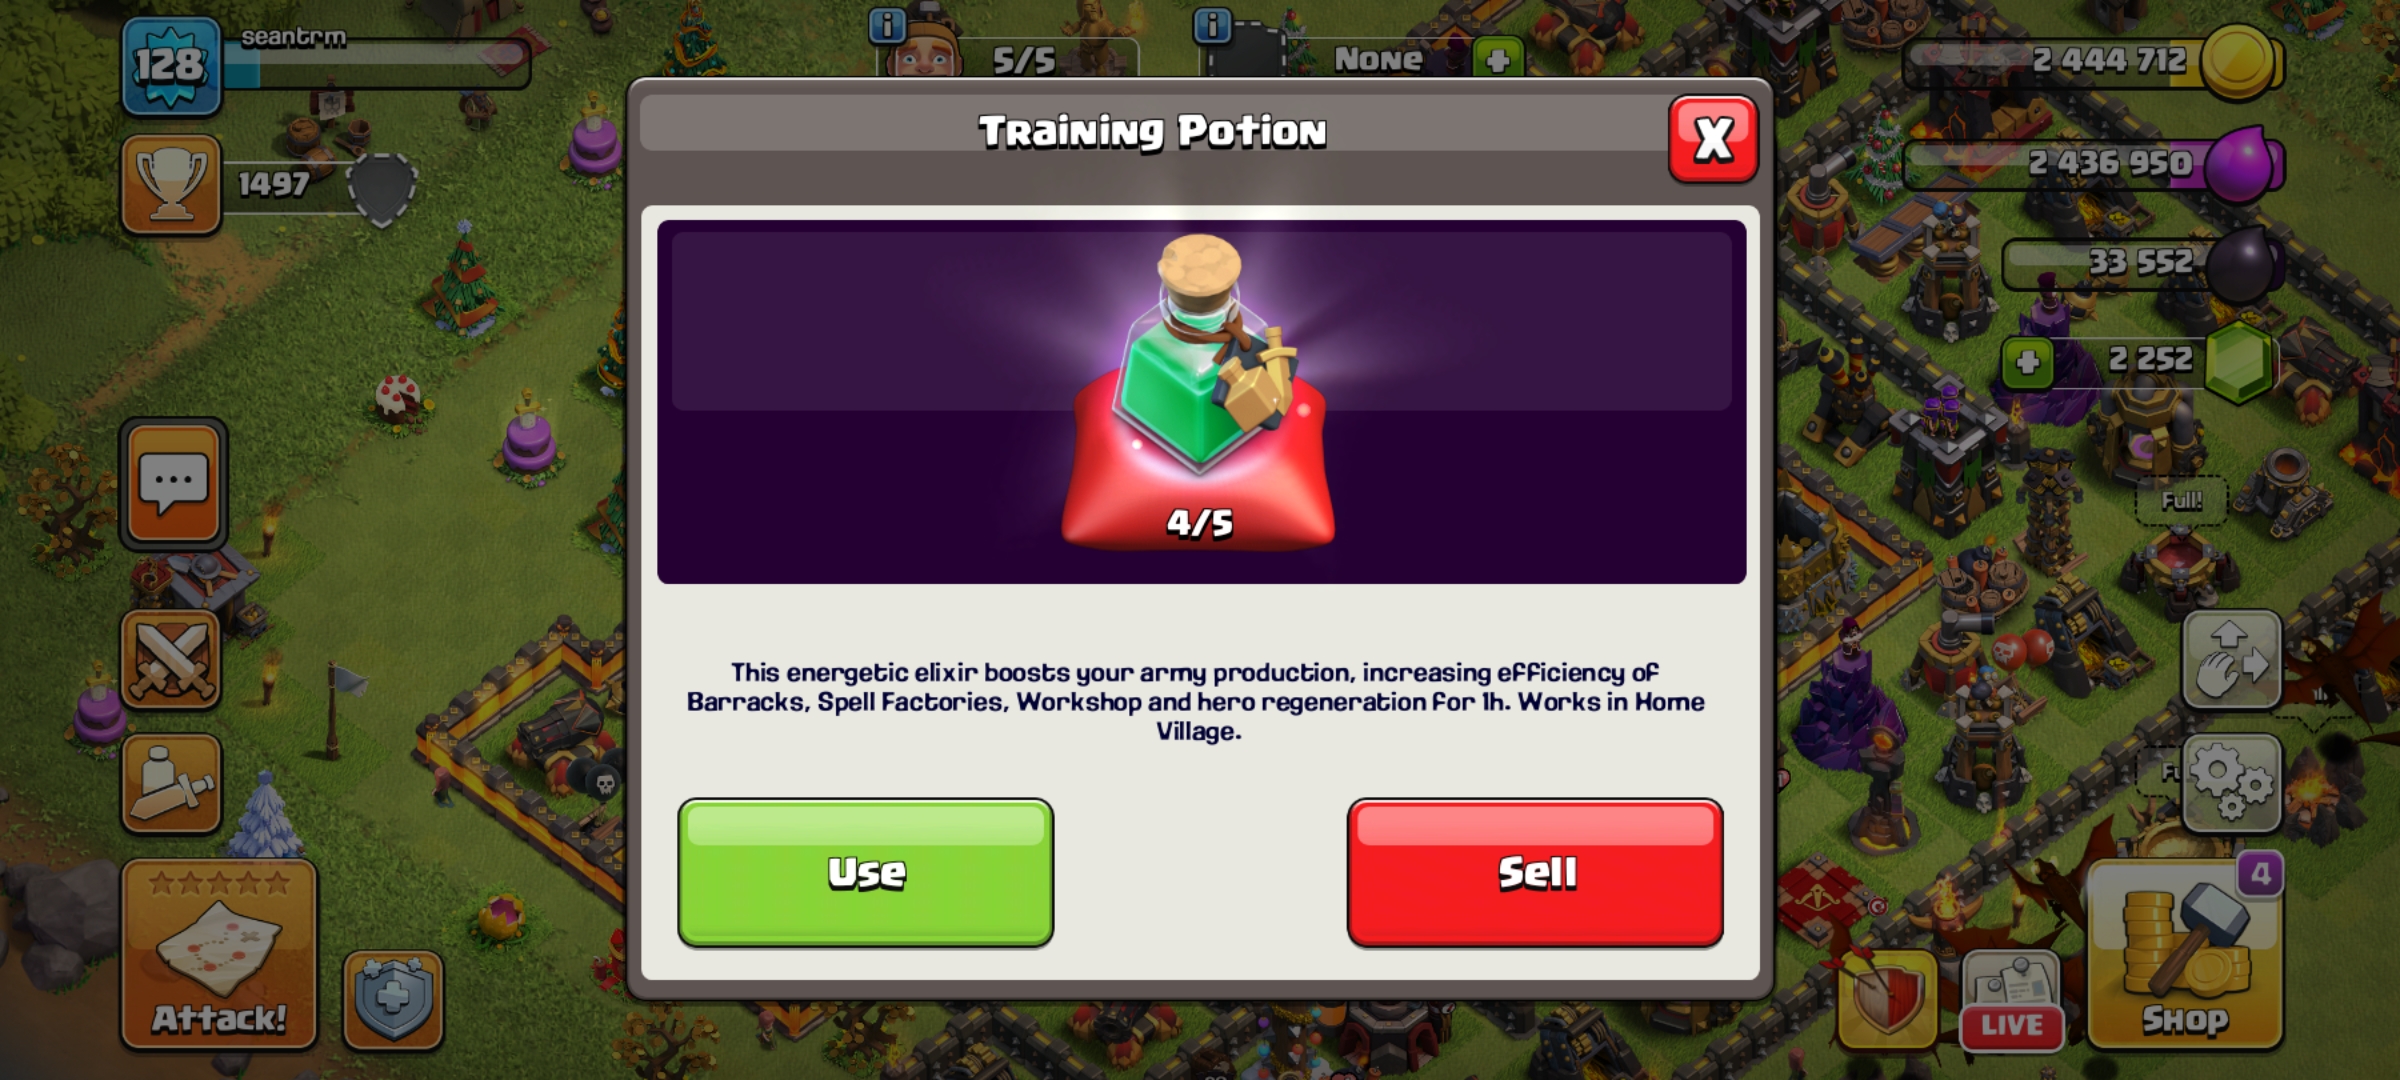 128
seantrm
1497
5/5
None
2 444 712
2 436 950
33 552
2 252
Training Potion
X
4/5
This energetic elixir boosts your army production, increasing efficiency of
Barracks, Spell Factories, Workshop and hero regeneration for 1h. Works in Home
Village.
Use
Sell
Full!
Attack!
4
LIVE
Shop